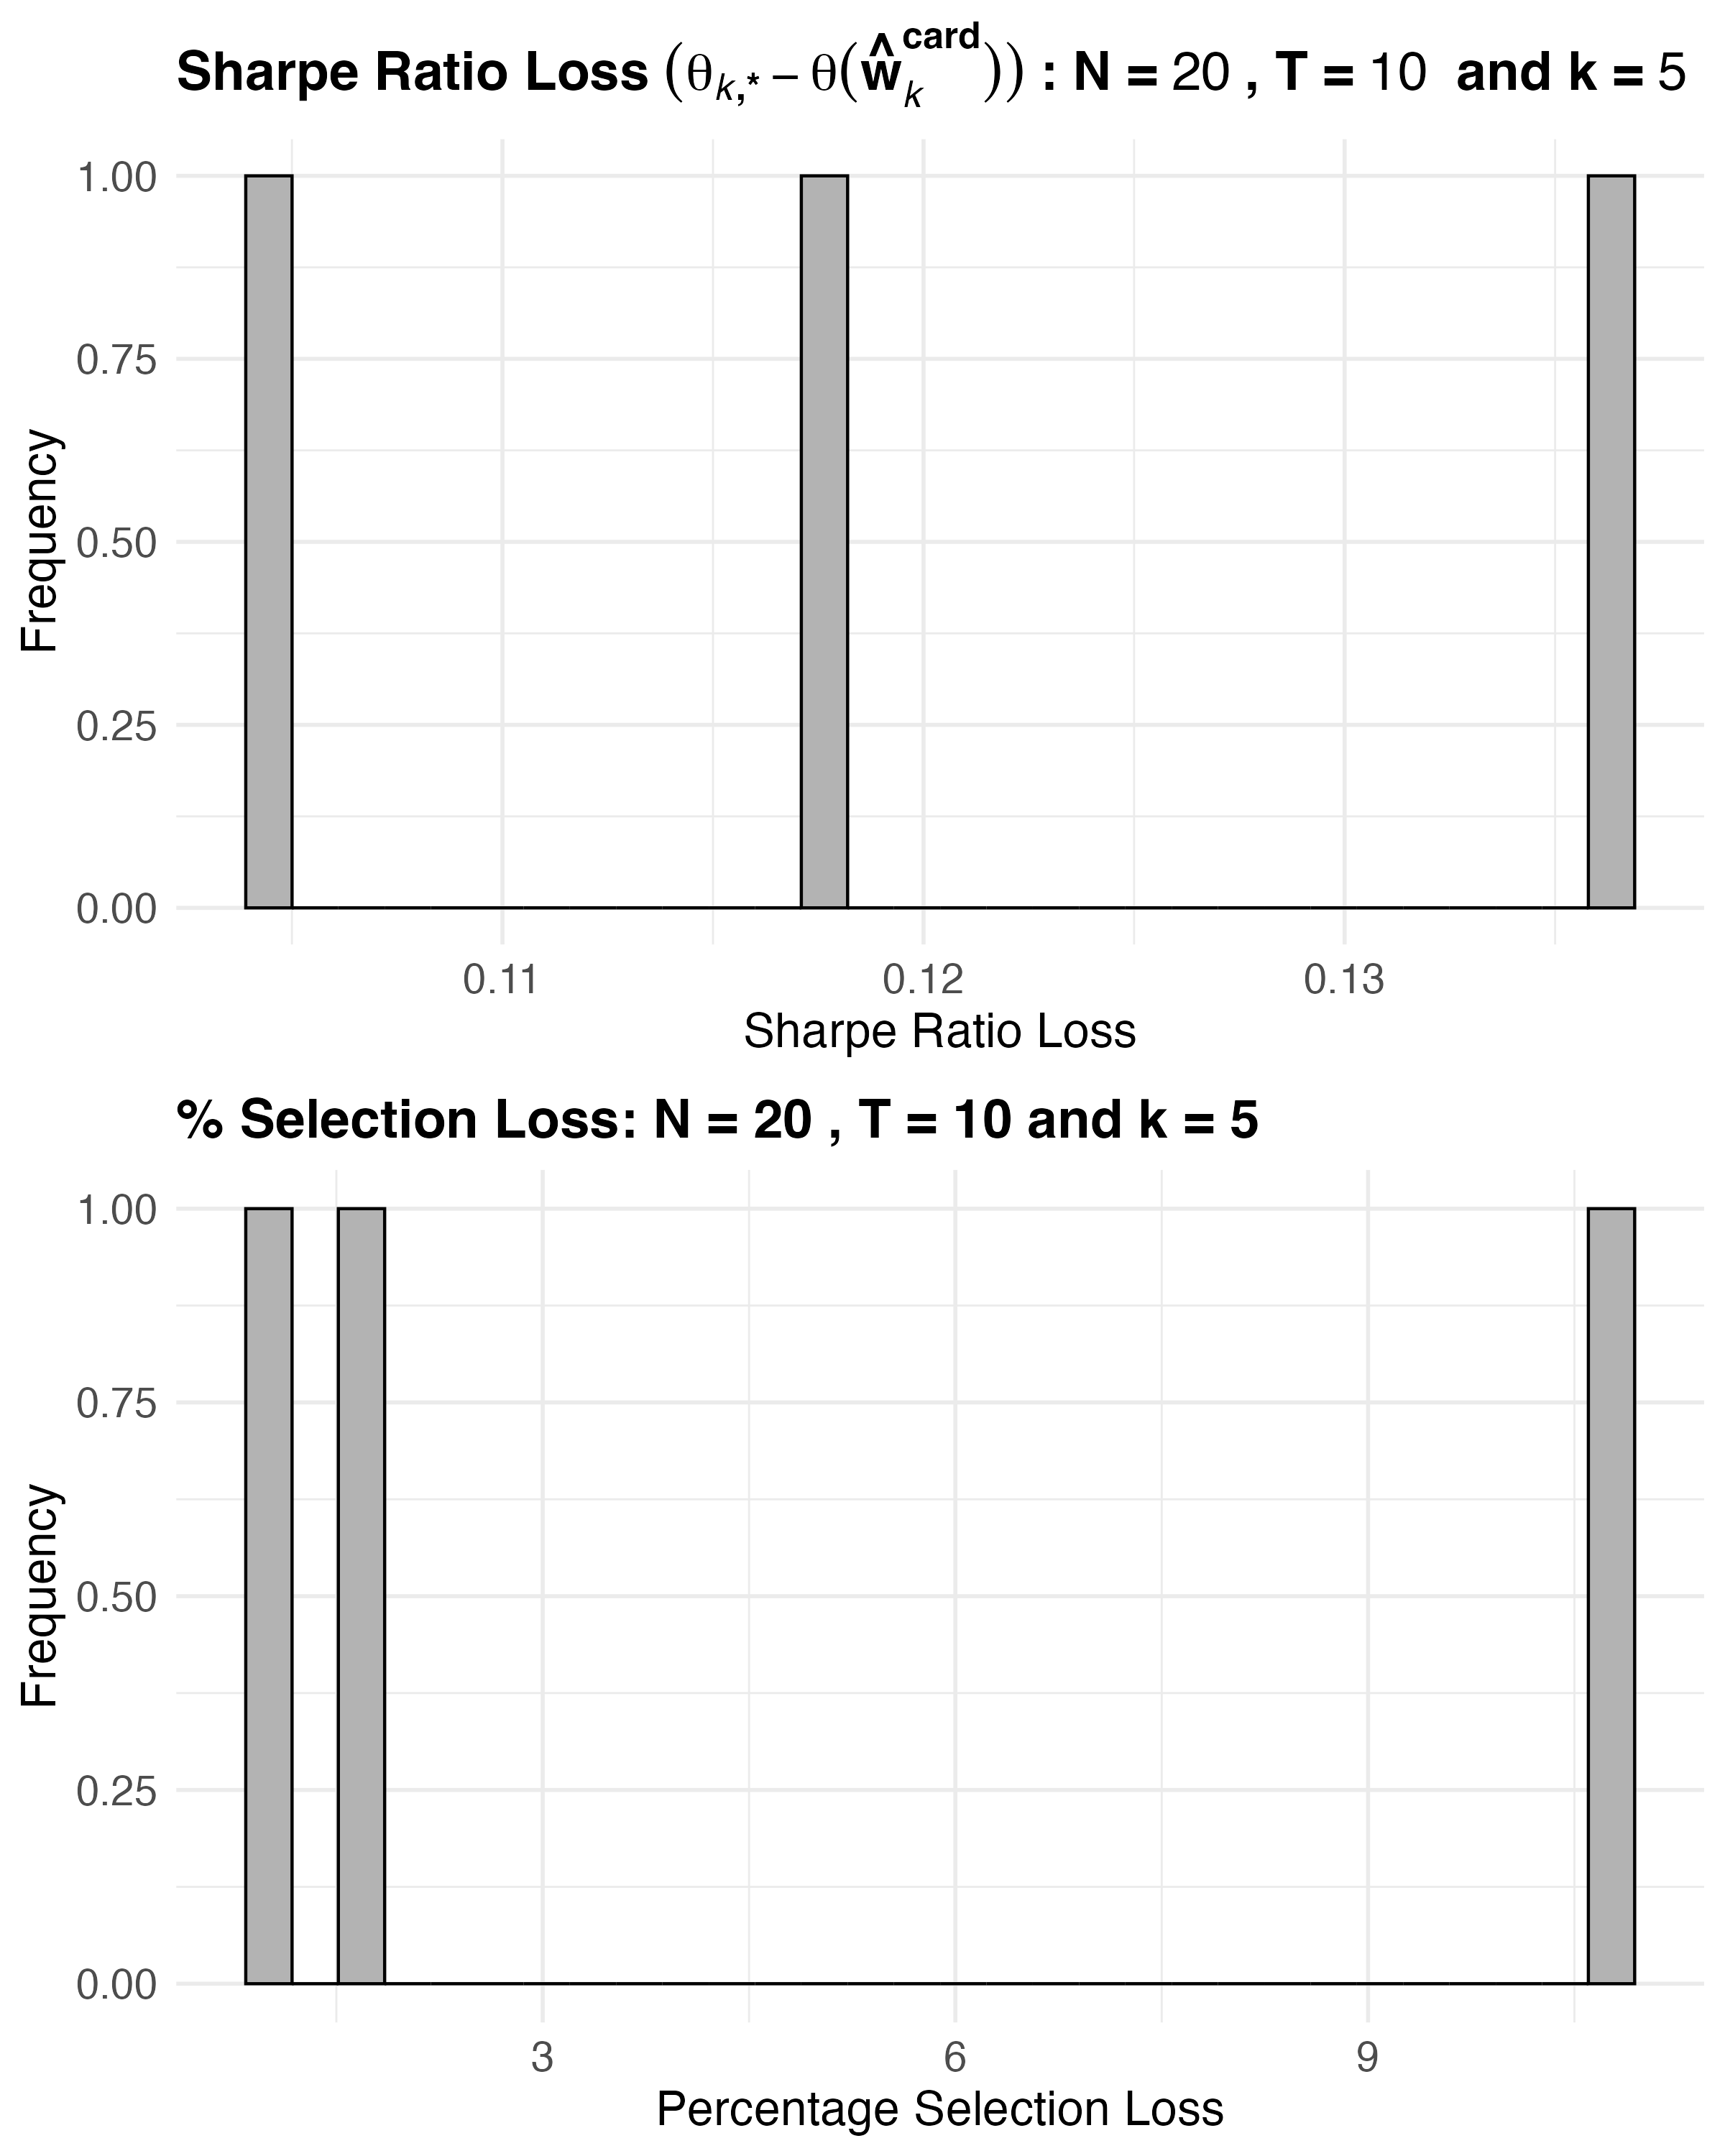 Sharpe Ratio Loss (θk,* − θ(ŵk^card)) : N = 20 , T = 10 and k = 5
1.00
0.75
0.50
0.25
0.00
Frequency
0.11 0.12 0.13
Sharpe Ratio Loss
% Selection Loss: N = 20 , T = 10 and k = 5
1.00
0.75
0.50
0.25
0.00
Frequency
3 6 9
Percentage Selection Loss